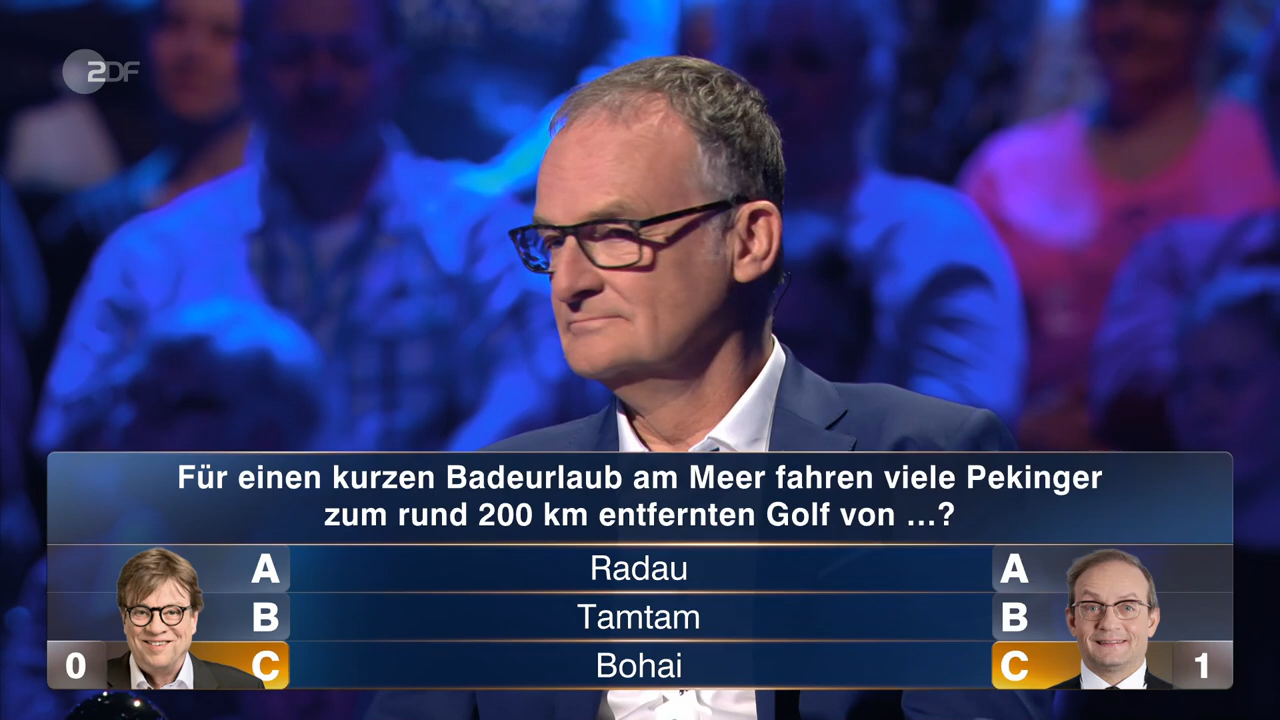 ZDF
Für einen kurzen Badeurlaub am Meer fahren viele Pekinger
zum rund 200 km entfernten Golf von ...?
A Radau A
B Tamtam B
0 C Bohai C 1